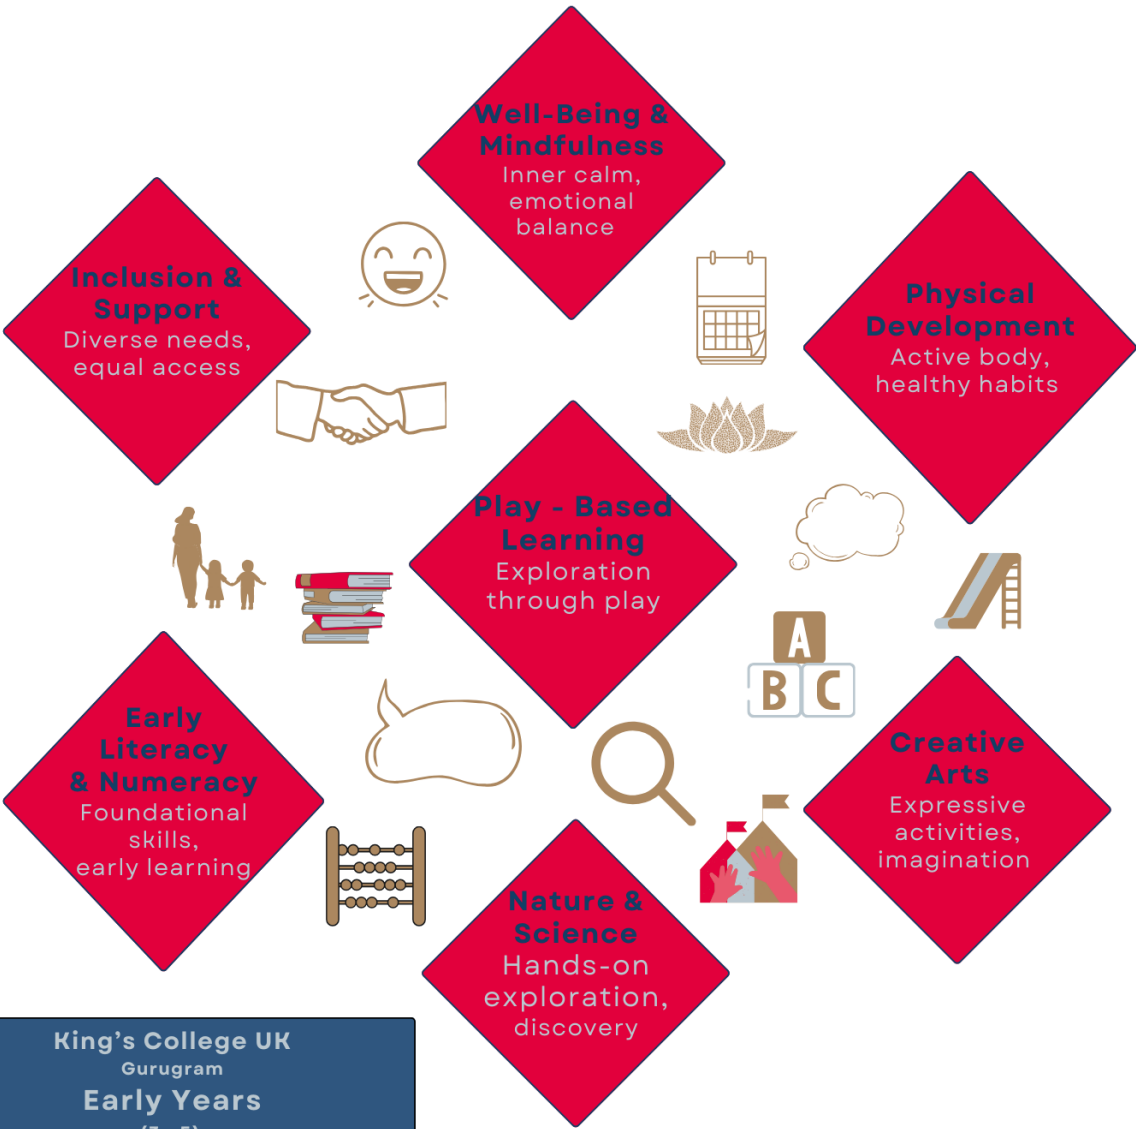 Well-Being &
Mindfulness
Inner calm,
emotional
balance
Inclusion &
Support
Diverse needs,
equal access
Physical
Development
Active body,
healthy habits
Play - Based
Learning
Exploration
through play
A
B C
Early
Literacy
& Numeracy
Foundational
skills,
early learning
Creative
Arts
Expressive
activities,
imagination
Nature &
Science
Hands-on
exploration,
discovery
King's College UK
Gurugram
Early Years